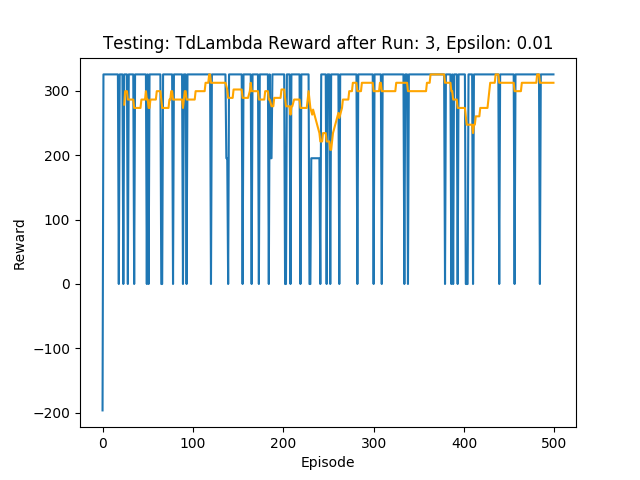 Testing: TdLambda Reward after Run: 3, Epsilon: 0.01
300
200
100
0
−100
−200
Reward
0 100 200 300 400 500
Episode